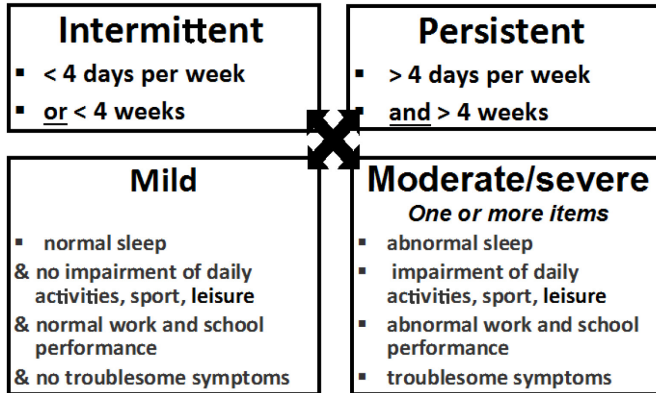 Intermittent
▪ < 4 days per week
▪ or < 4 weeks
Persistent
▪ > 4 days per week
▪ and > 4 weeks
Mild
▪ normal sleep
& no impairment of daily
activities, sport, leisure
& normal work and school
performance
& no troublesome symptoms
Moderate/severe
One or more items
▪ abnormal sleep
▪ impairment of daily
activities, sport, leisure
▪ abnormal work and school
performance
▪ troublesome symptoms